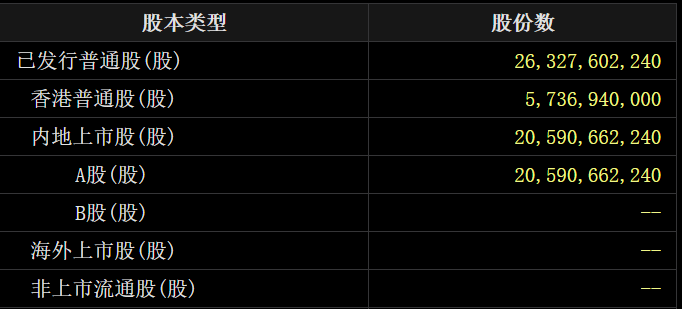 股本类型 股份数
已发行普通股(股) 26,327,602,240
香港普通股(股) 5,736,940,000
内地上市股(股) 20,590,662,240
A股(股) 20,590,662,240
B股(股) --
海外上市股(股) --
非上市流通股(股) --